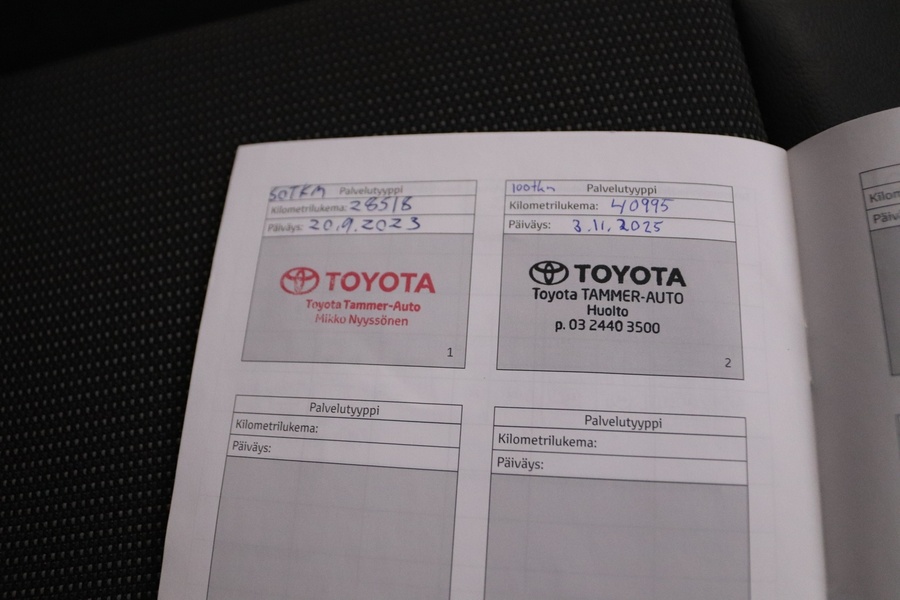 50TKM Palvelutyyppi
Kilometrilukema: 28518
Päiväys: 20.9.2023
TOYOTA
Toyota Tammer-Auto
Mikko Nyyssönen
1
100tkm Palvelutyyppi
Kilometrilukema: 40995
Päiväys: 3.11.2025
TOYOTA
Toyota TAMMER-AUTO
Huolto
p. 03 2440 3500
2
Palvelutyyppi
Kilometrilukema:
Päiväys:
Palvelutyyppi
Kilometrilukema:
Päiväys: